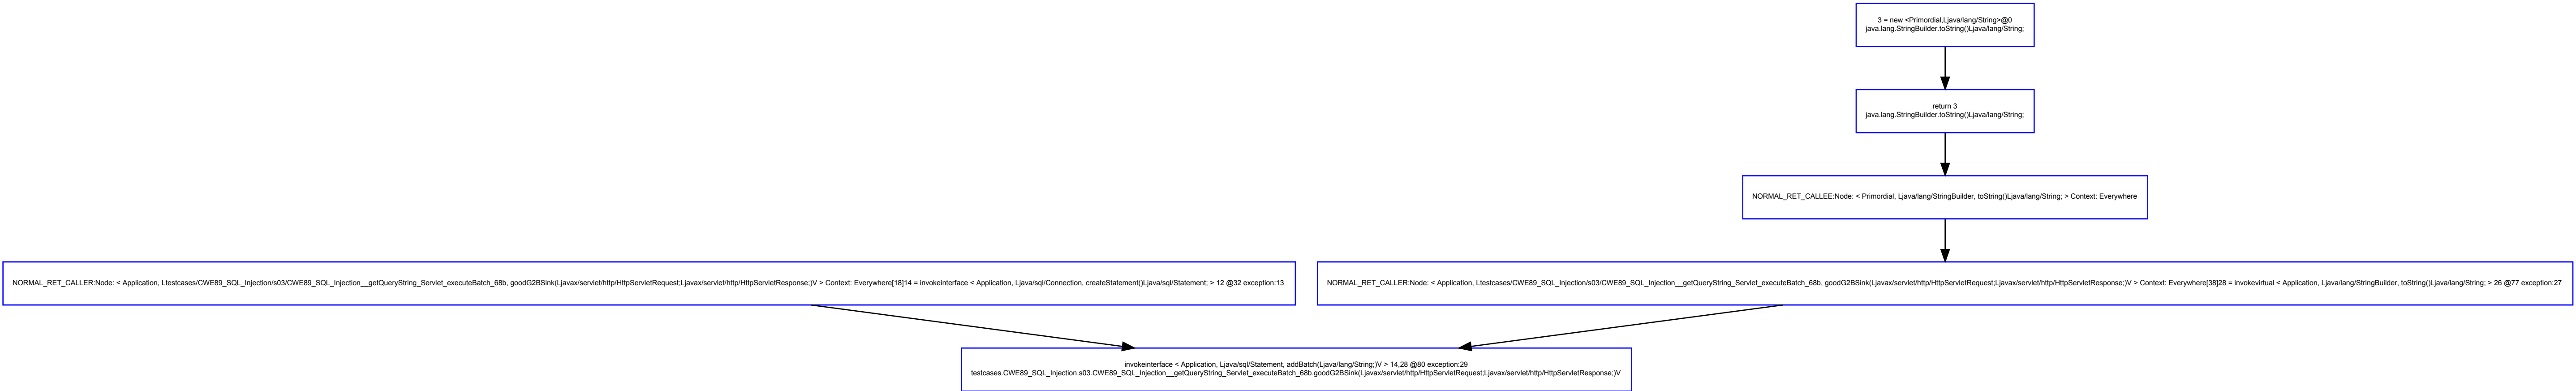 3 = new <Primordial,Ljava/lang/String>@0
java.lang.StringBuilder.toString()Ljava/lang/String;
return 3
java.lang.StringBuilder.toString()Ljava/lang/String;
NORMAL_RET_CALLEE:Node: < Primordial, Ljava/lang/StringBuilder, toString()Ljava/lang/String; > Context: Everywhere
NORMAL_RET_CALLER:Node: < Application, Ltestcases/CWE89_SQL_Injection/s03/CWE89_SQL_Injection__getQueryString_Servlet_executeBatch_68b, goodG2BSink(Ljavax/servlet/http/HttpServletRequest;Ljavax/servlet/http/HttpServletResponse;)V > Context: Everywhere[18]14 = invokeinterface < Application, Ljava/sql/Connection, createStatement()Ljava/sql/Statement; > 12 @32 exception:13
NORMAL_RET_CALLER:Node: < Application, Ltestcases/CWE89_SQL_Injection/s03/CWE89_SQL_Injection__getQueryString_Servlet_executeBatch_68b, goodG2BSink(Ljavax/servlet/http/HttpServletRequest;Ljavax/servlet/http/HttpServletResponse;)V > Context: Everywhere[38]28 = invokevirtual < Application, Ljava/lang/StringBuilder, toString()Ljava/lang/String; > 26 @77 exception:27
invokeinterface < Application, Ljava/sql/Statement, addBatch(Ljava/lang/String;)V > 14,28 @80 exception:29
testcases.CWE89_SQL_Injection.s03.CWE89_SQL_Injection__getQueryString_Servlet_executeBatch_68b.goodG2BSink(Ljavax/servlet/http/HttpServletRequest;Ljavax/servlet/http/HttpServletResponse;)V